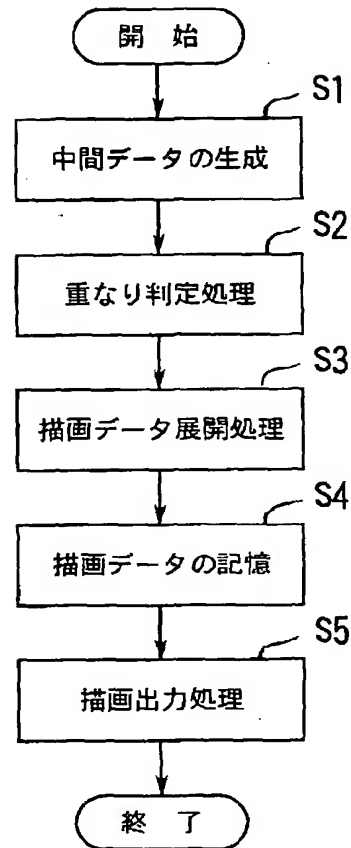 開 始
S1
中間データの生成
S2
重なり判定処理
S3
描画データ展開処理
S4
描画データの記憶
S5
描画出力処理
終 了